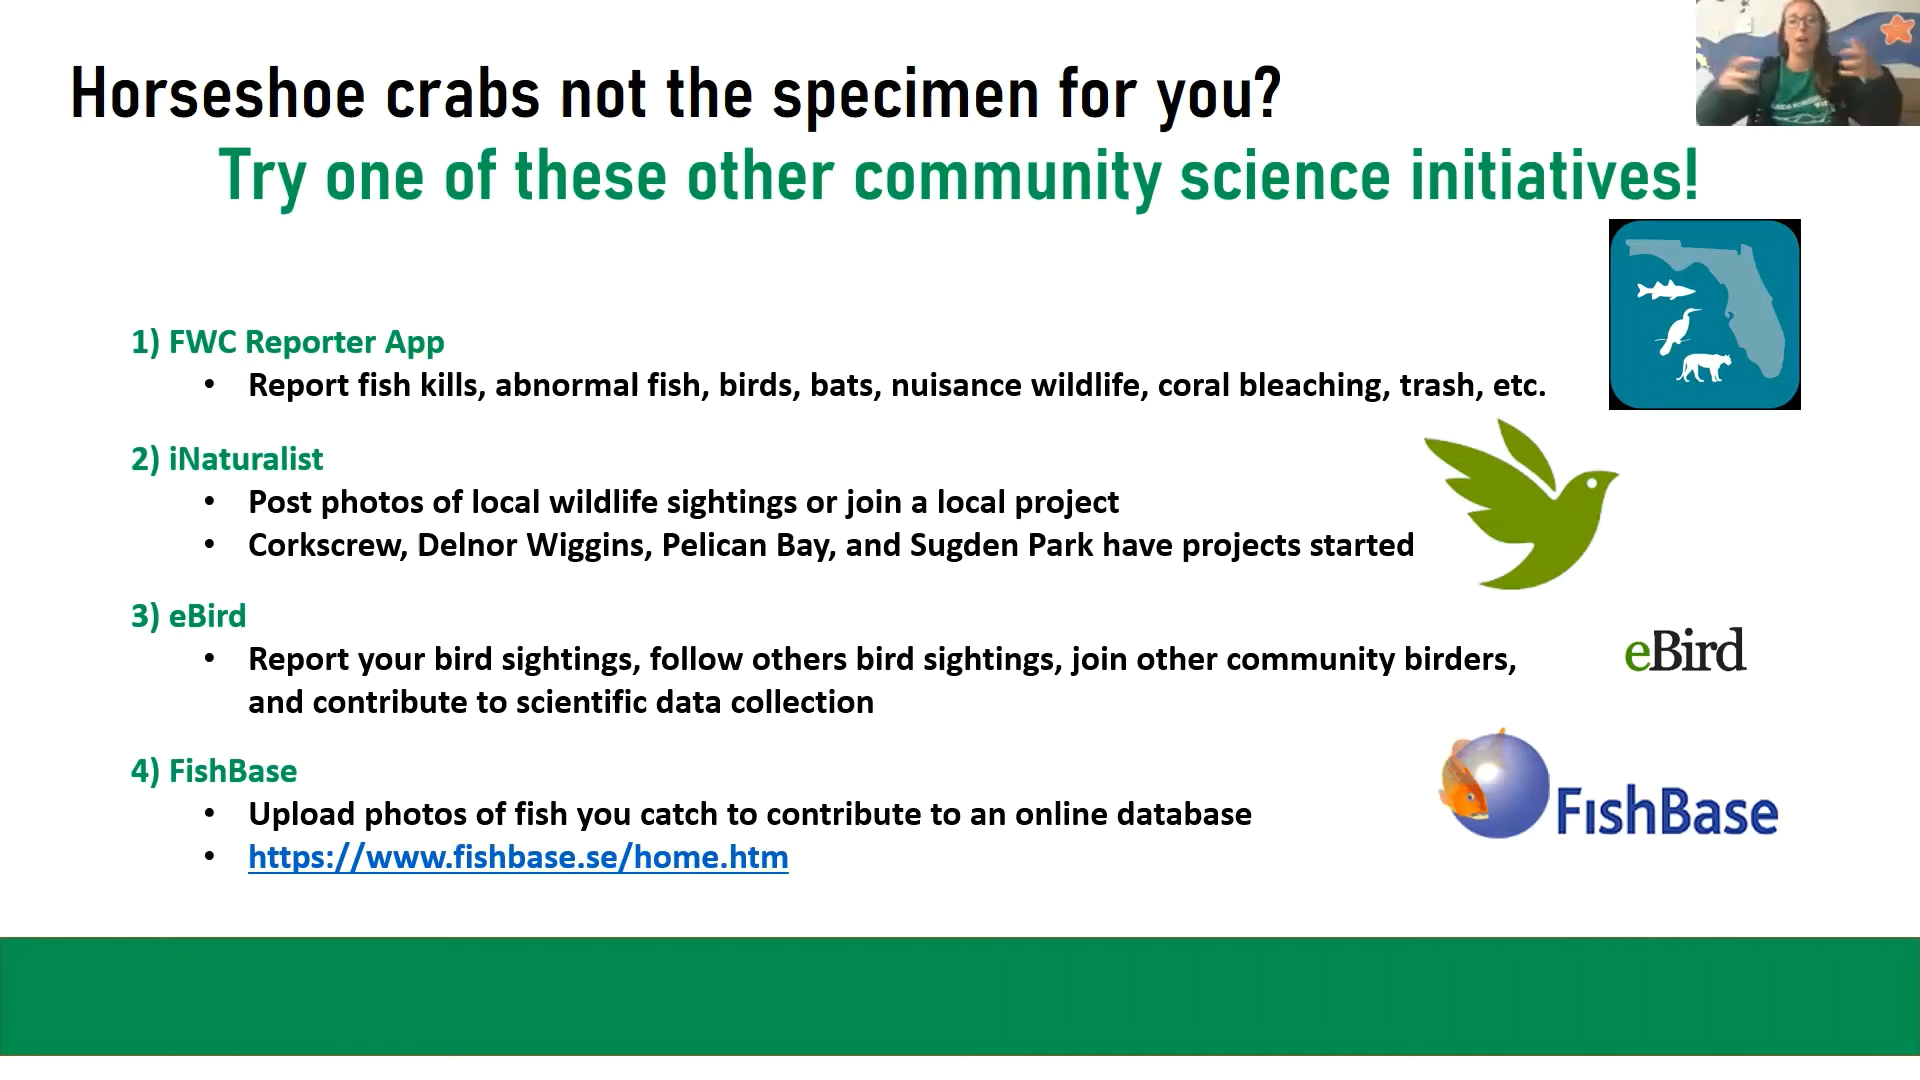 Horseshoe crabs not the specimen for you?
Try one of these other community science initiatives!
1) FWC Reporter App
• Report fish kills, abnormal fish, birds, bats, nuisance wildlife, coral bleaching, trash, etc.
2) iNaturalist
• Post photos of local wildlife sightings or join a local project
• Corkscrew, Delnor Wiggins, Pelican Bay, and Sugden Park have projects started
3) eBird
• Report your bird sightings, follow others bird sightings, join other community birders,
and contribute to scientific data collection
eBird
4) FishBase
• Upload photos of fish you catch to contribute to an online database
• https://www.fishbase.se/home.htm
FishBase